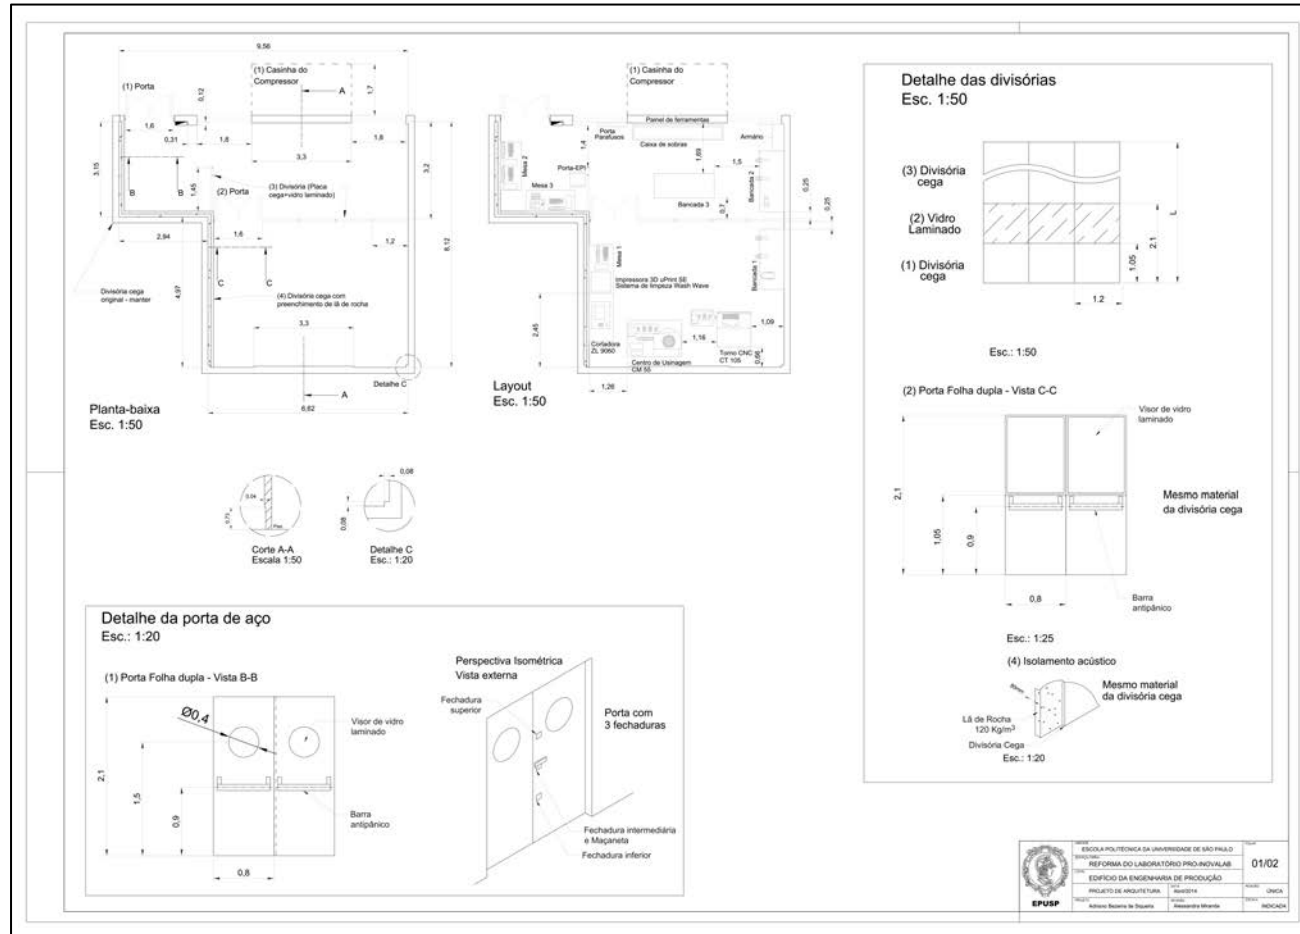 9,56
(1) Porta
(1) Casinha do
Compressor
A
1,7
0,12
1,6
0,31
1,6
1,8
3,3
3,15
3,2
B
B
1,45
(2) Porta
(3) Divisória (Placa
cega+vidro laminado)
2,94
1,6
1,2
8,12
C
C
4,97
Divisória cega
original - manter
(4) Divisória cega com
preenchimento de lã de rocha
3,3
Detalhe C
A
6,62
Planta-baixa
Esc. 1:50
(1) Casinha do
Compressor
Painel de ferramentas
Porta
Parafusos
Caixa de sobras
Armário
1,4
1,69
1,5
Mesa 2
Porta-EPI
Mesa 3
Bancada 3
Bancada 2
0,7
0,25
0,25
Mesa 1
Bancada 1
Impressora 3D uPrint SE
Sistema de limpeza Wash Wave
2,45
1,16
1,09
Cortadora
ZL 9060
Centro de Usinagem
CM 55
Torno CNC
CT 105
0,66
1,26
Layout
Esc. 1:50
0,04
0,73
Piso
Corte A-A
Escala 1:50
0,08
0,08
Detalhe C
Esc.: 1:20
Detalhe da porta de aço
Esc.: 1:20
(1) Porta Folha dupla - Vista B-B
Ø0,4
Visor de vidro
laminado
2,1
1,5
0,9
Barra
antipânico
0,8
Perspectiva Isométrica
Vista externa
Fechadura
superior
Porta com
3 fechaduras
Fechadura intermediária
e Maçaneta
Fechadura inferior
Detalhe das divisórias
Esc. 1:50
(3) Divisória
cega
(2) Vidro
Laminado
(1) Divisória
cega
L
2,1
1,05
1.2
Esc.: 1:50
(2) Porta Folha dupla - Vista C-C
Visor de vidro
laminado
2,1
1,05
0,9
Mesmo material
da divisória cega
Barra
antipânico
0,8
Esc.: 1:25
(4) Isolamento acústico
Mesmo material
da divisória cega
Lã de Rocha
120 Kg/m³
Divisória Cega
Esc.: 1:20
ESCOLA POLITÉCNICA DA UNIVERSIDADE DE SÃO PAULO
REFORMA DO LABORATÓRIO PRO-INOVALAB
01/02
EDIFÍCIO DA ENGENHARIA DE PRODUÇÃO
PROJETO DE ARQUITETURA
Abril/2014
ÚNICA
EPUSP
Adriano Bezerra de Siqueira
Alessandra Miranda
INDICADA